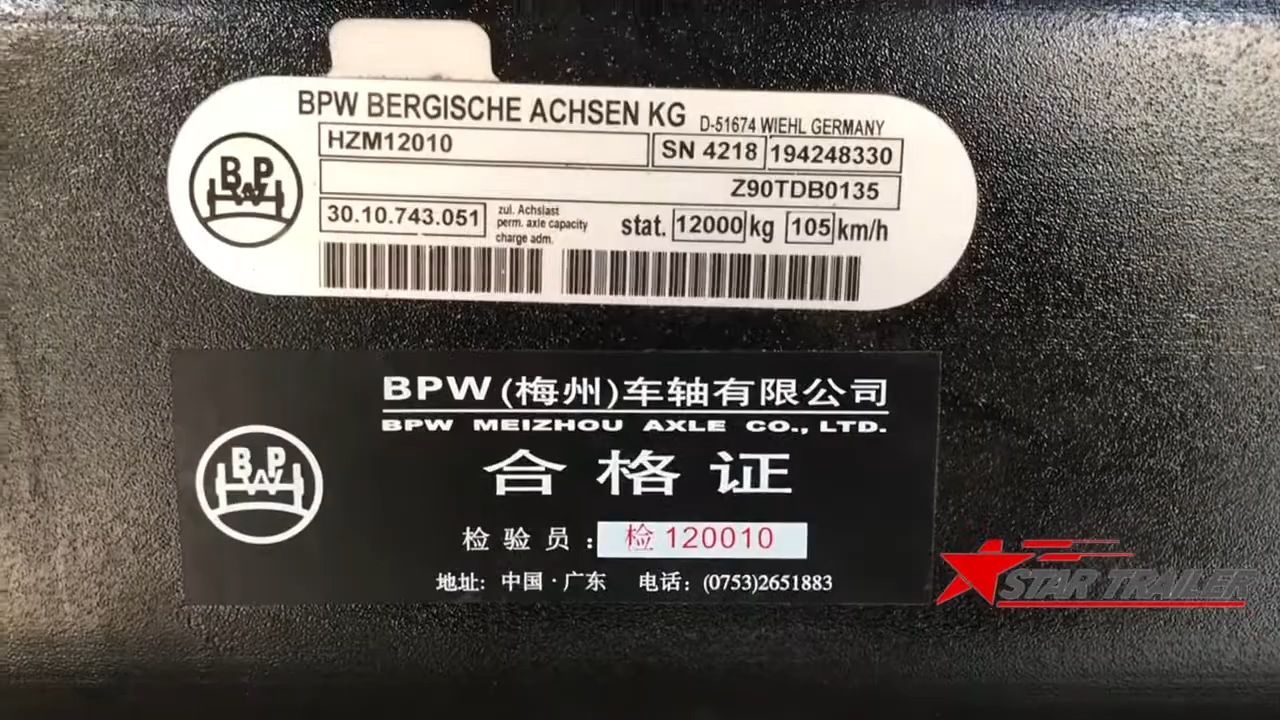 BPW BERGISCHE ACHSEN KG D-51674 WIEHL GERMANY
BPW
HZM12010 SN 4218 194248330
Z90TDB0135
30.10.743.051 zul. Achslast stat. 12000 kg 105 km/h
perm. axle capacity
charge adm.
BPW(梅州)车轴有限公司
BPW MEIZHOU AXLE CO., LTD.
BPW
合格证
检验员: 检 120010
地址: 中国·广东 电话: (0753)2651883
STAR TRAILER